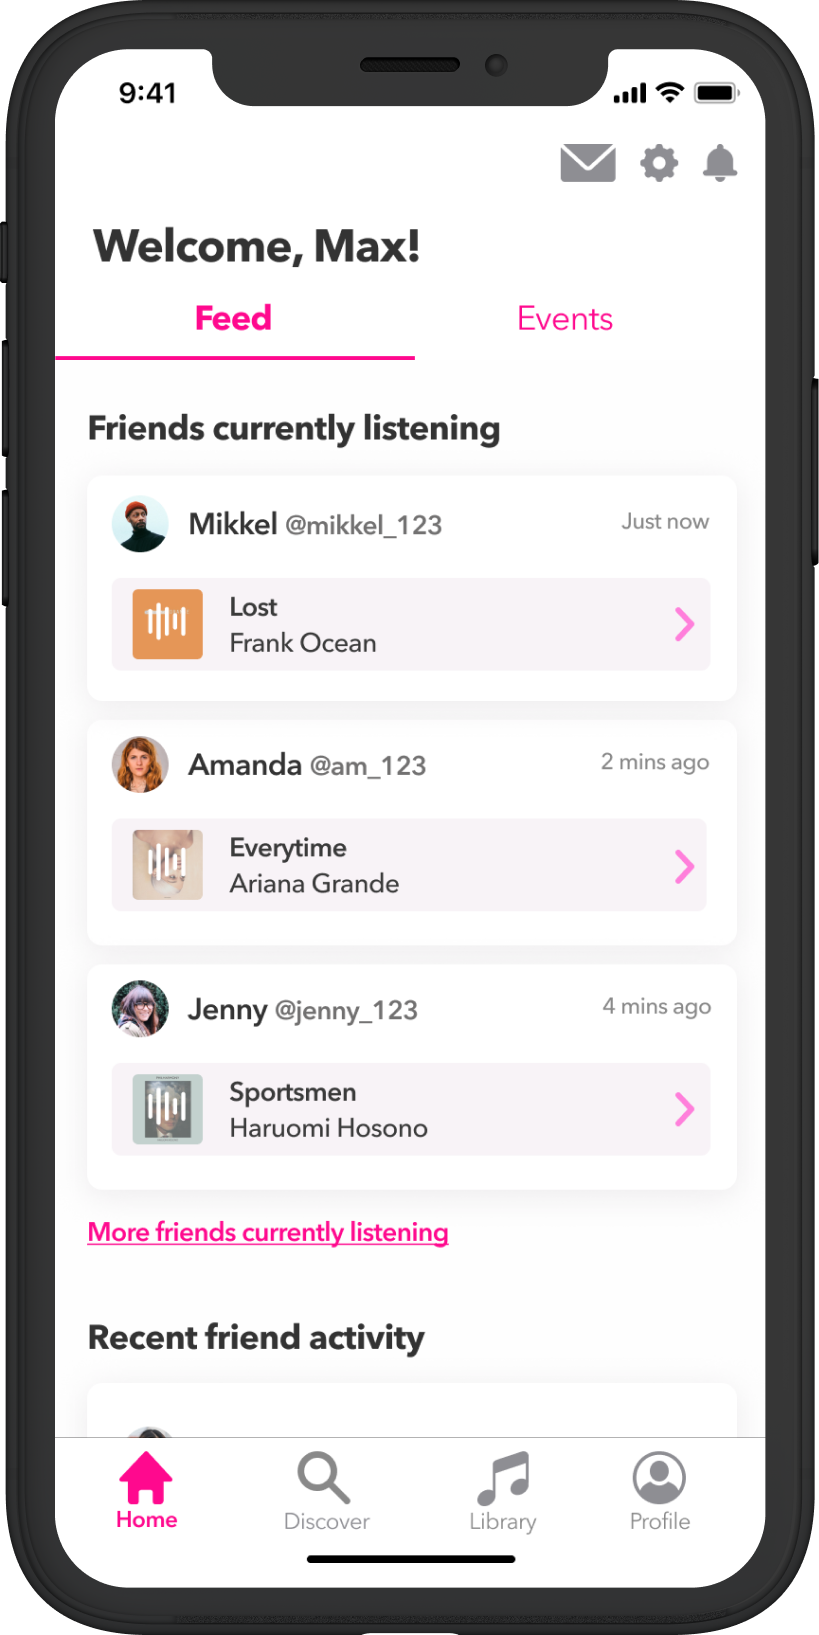 9:41
Welcome, Max!
Feed
Events
Friends currently listening
Mikkel @mikkel_123
Just now
Lost
Frank Ocean
Amanda @am_123
2 mins ago
Everytime
Ariana Grande
Jenny @jenny_123
4 mins ago
Sportsmen
Haruomi Hosono
More friends currently listening
Recent friend activity
Home
Discover
Library
Profile